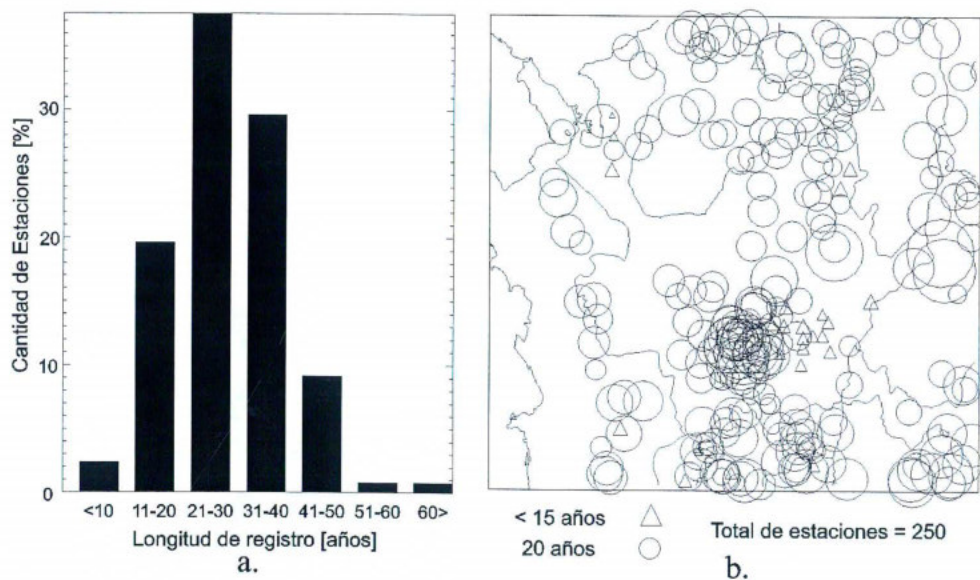 Cantidad de Estaciones [%]
30
20
10
0
<10 11-20 21-30 31-40 41-50 51-60 60>
Longitud de registro [años]
a.
< 15 años
20 años
Total de estaciones = 250
b.